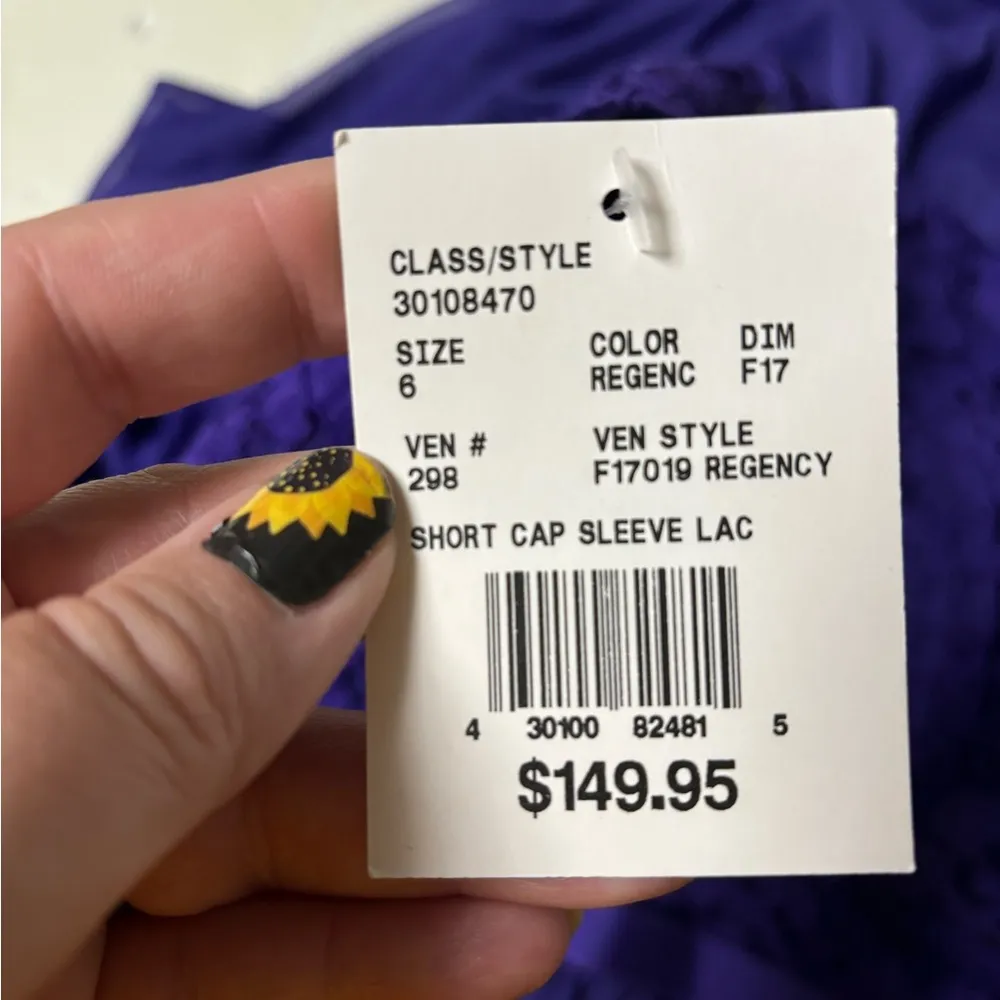 CLASS/STYLE
30108470
SIZE COLOR DIM
6 REGENC F17
VEN # VEN STYLE
298 F17019 REGENCY
SHORT CAP SLEEVE LAC
4 30100 82481 5
$149.95